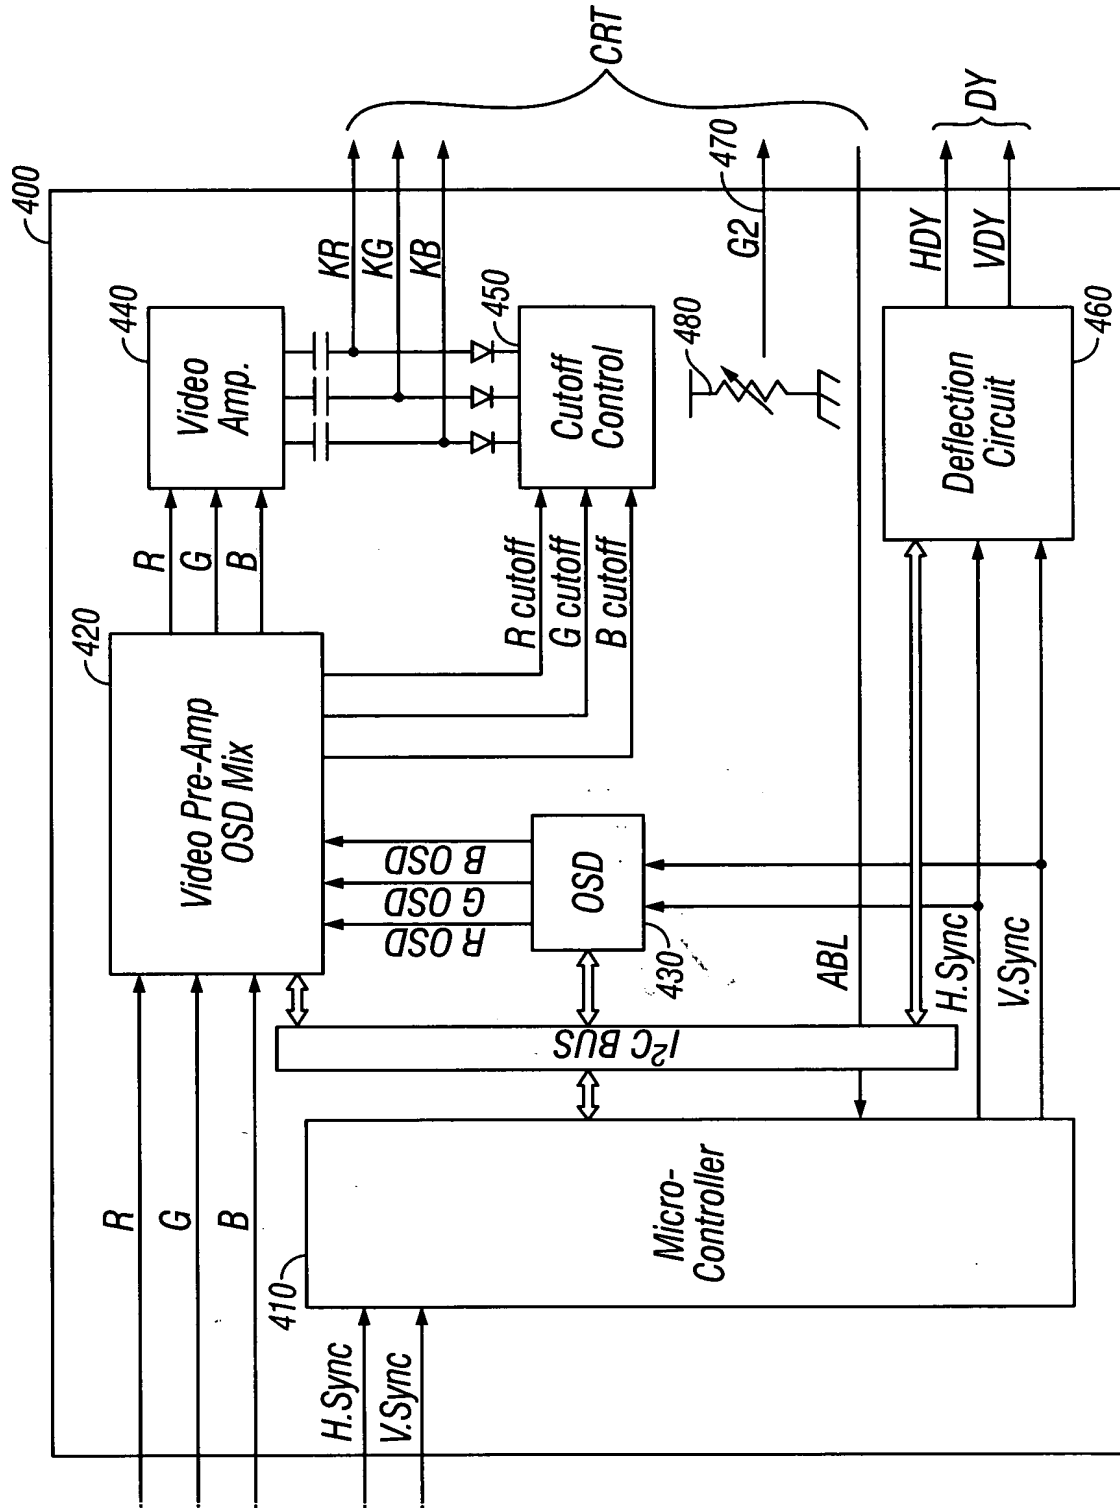 400
R
G
B
H.Sync
V.Sync
410
Micro-
Controller
I²C BUS
420
Video Pre-Amp
OSD Mix
R OSD
G OSD
B OSD
OSD
430
R
G
B
440
Video
Amp.
R cutoff
G cutoff
B cutoff
450
Cutoff
Control
KR
KG
KB
480
G2
470
CRT
ABL
H.Sync
V.Sync
Deflection
Circuit
460
HDY
VDY
DY